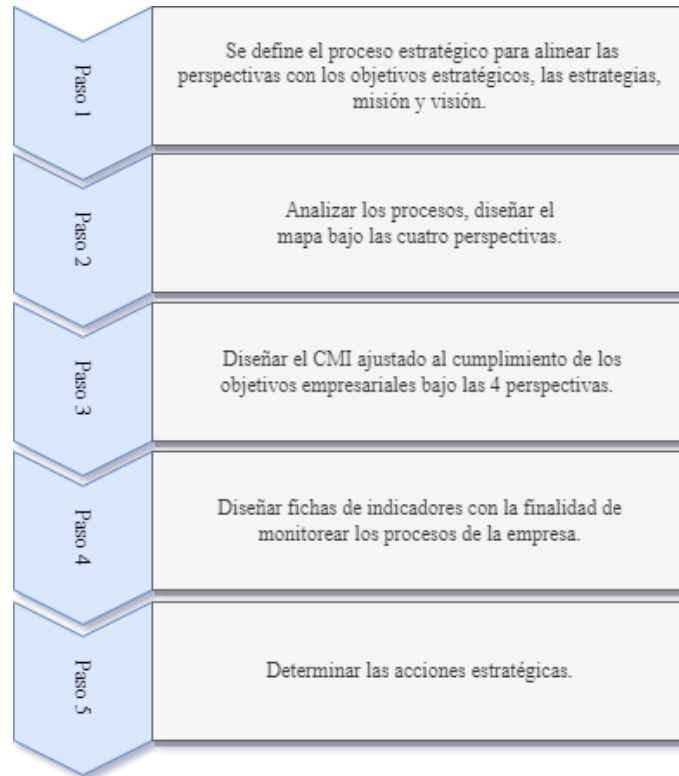 Paso 1
Se define el proceso estratégico para alinear las
perspectivas con los objetivos estratégicos, las estrategias,
misión y visión.
Paso 2
Analizar los procesos, diseñar el
mapa bajo las cuatro perspectivas.
Paso 3
Diseñar el CMI ajustado al cumplimiento de los
objetivos empresariales bajo las 4 perspectivas.
Paso 4
Diseñar fichas de indicadores con la finalidad de
monitorear los procesos de la empresa.
Paso 5
Determinar las acciones estratégicas.